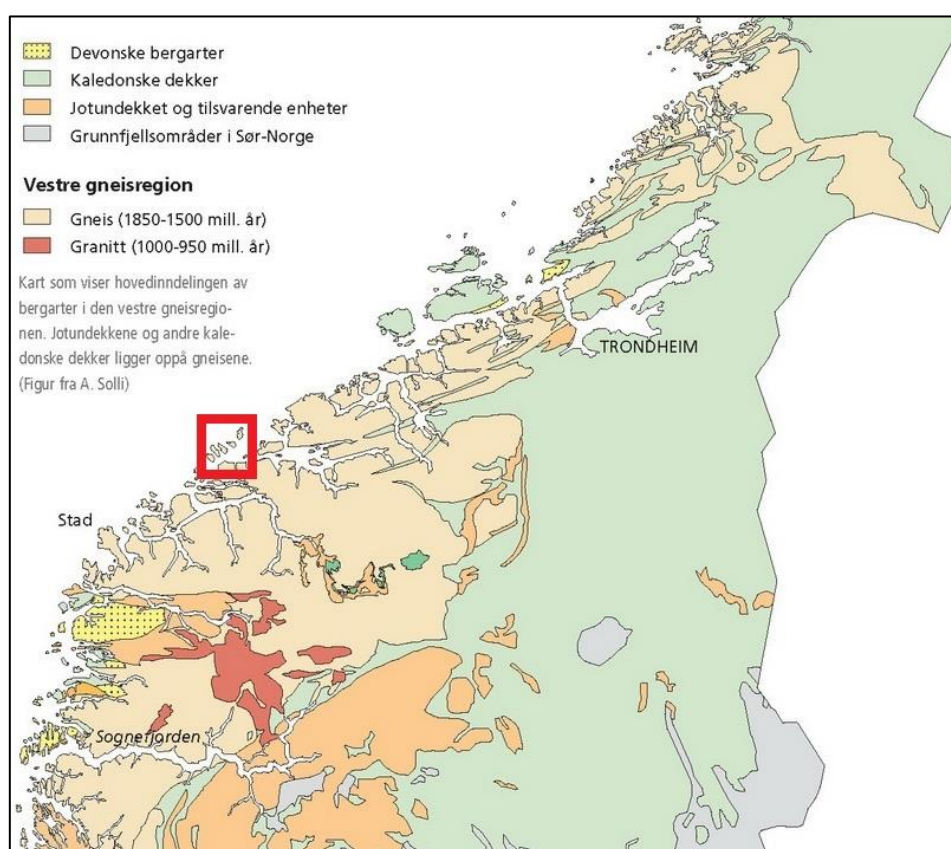 Devonske bergarter
Kaledonske dekker
Jotundekket og tilsvarende enheter
Grunnfjellsområder i Sør-Norge
Vestre gneisregion
Gneis (1850-1500 mill. år)
Granitt (1000-950 mill. år)
Kart som viser hovedinndelingen av
bergarter i den vestre gneisregio-
nen. Jotundekkene og andre kale-
donske dekker ligger oppå gneisene.
(Figur fra A. Solli)
TRONDHEIM
Stad
Sognefjorden